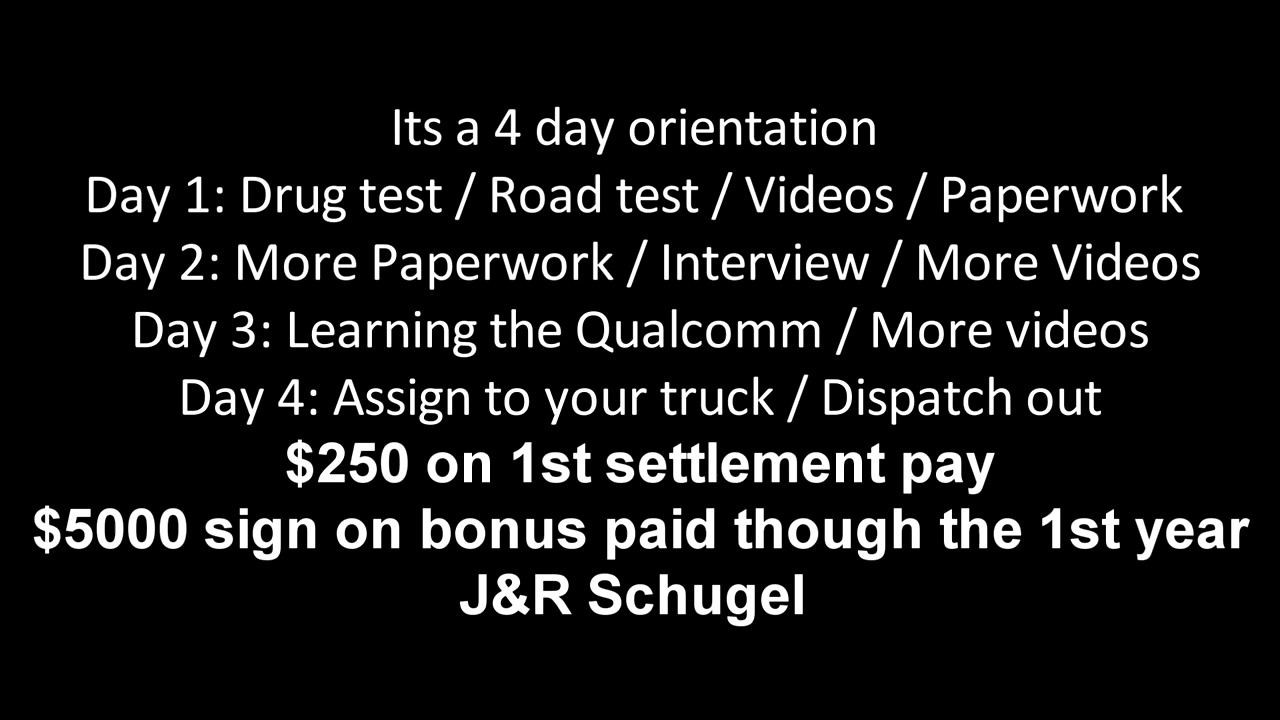 Its a 4 day orientation
Day 1: Drug test / Road test / Videos / Paperwork
Day 2: More Paperwork / Interview / More Videos
Day 3: Learning the Qualcomm / More videos
Day 4: Assign to your truck / Dispatch out
$250 on 1st settlement pay
$5000 sign on bonus paid though the 1st year
J&R Schugel